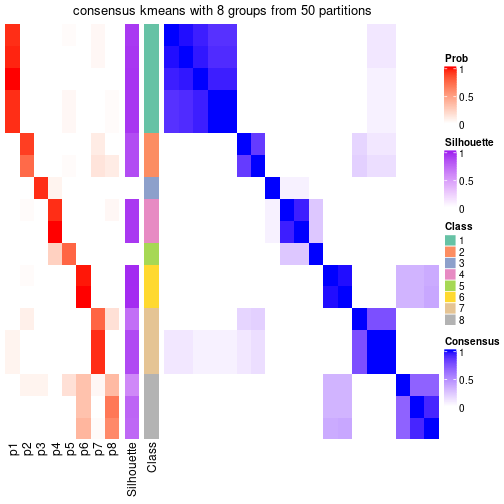 consensus kmeans with 8 groups from 50 partitions
Prob
1
0.5
0
Silhouette
1
0.5
0
Class
1
2
3
4
5
6
7
8
Consensus
1
0.5
0
p1
p2
p3
p4
p5
p6
p7
p8
Silhouette
Class